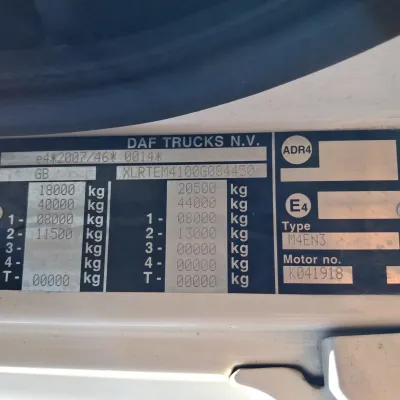 DAF TRUCKS N.V.
e4*2007/46* 0014*
GB XLRTEM4100G084450
18000 kg 20500 kg
40000 kg 44000 kg
1- 08000 kg 1- 08000 kg
2- 11500 kg 2- 13000 kg
3- kg 3- 00000 kg
4- kg 4- 00000 kg
T- 00000 kg T- 00000 kg
ADR4
E4
Type
M4EN3
Motor no.
K041918